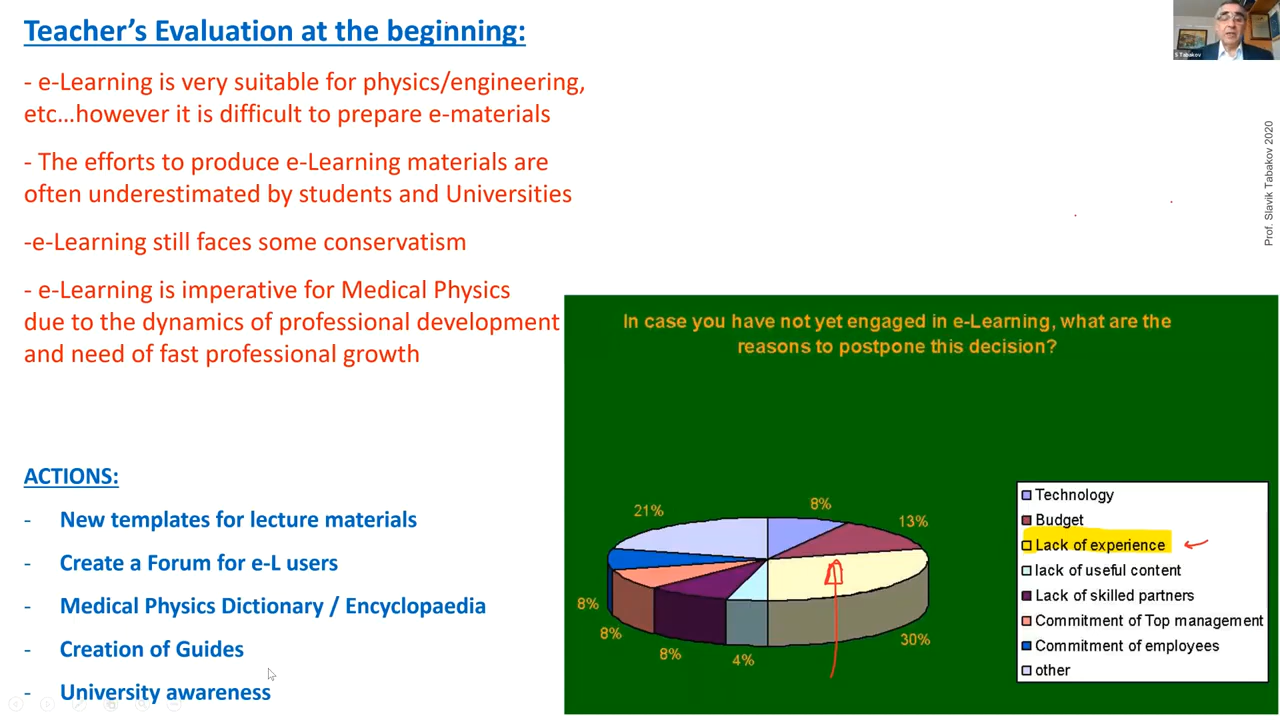 Teacher’s Evaluation at the beginning:
- e-Learning is very suitable for physics/engineering,
etc…however it is difficult to prepare e-materials
- The efforts to produce e-Learning materials are
often underestimated by students and Universities
-e-Learning still faces some conservatism
- e-Learning is imperative for Medical Physics
due to the dynamics of professional development
and need of fast professional growth
ACTIONS:
- New templates for lecture materials
- Create a Forum for e-L users
- Medical Physics Dictionary / Encyclopaedia
- Creation of Guides
- University awareness
S Tabakov
Prof. Slavik Tabakov 2020
In case you have not yet engaged in e-Learning, what are the
reasons to postpone this decision?
21%
8%
13%
30%
4%
8%
8%
8%
Technology
Budget
Lack of experience
lack of useful content
Lack of skilled partners
Commitment of Top management
Commitment of employees
other